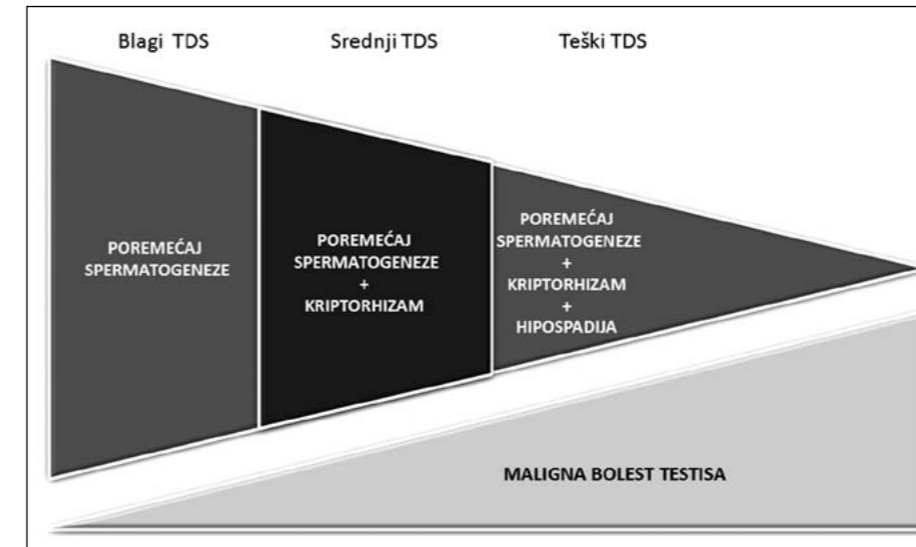 Blagi TDS
Srednji TDS
Teški TDS
POREMEĆAJ
SPERMATOGENEZE
POREMEĆAJ
SPERMATOGENEZE
+
KRIPTORHIZAM
POREMEĆAJ
SPERMATOGENEZE
+
KRIPTORHIZAM
+
HIPOSPADIJA
MALIGNA BOLEST TESTISA